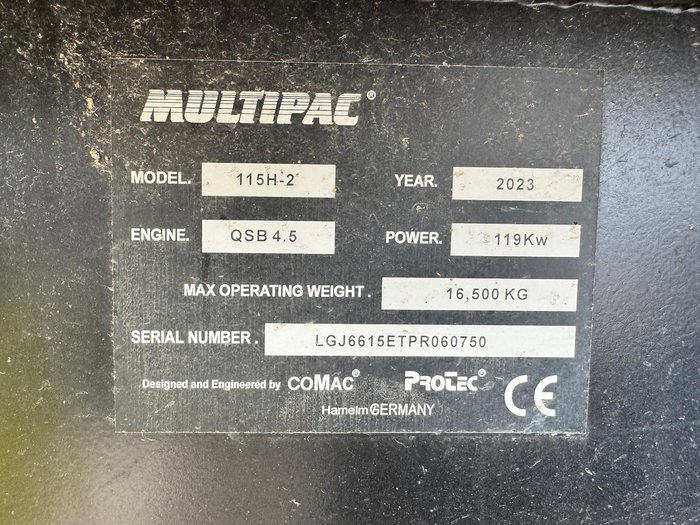 MULTIPAC®
MODEL. 115H-2 YEAR. 2023
ENGINE. QSB 4.5 POWER. 119Kw
MAX OPERATING WEIGHT . 16,500 KG
SERIAL NUMBER . LGJ6615ETPR060750
Designed and Engineered by COMAC® PROTEC® CE
Hamelm GERMANY